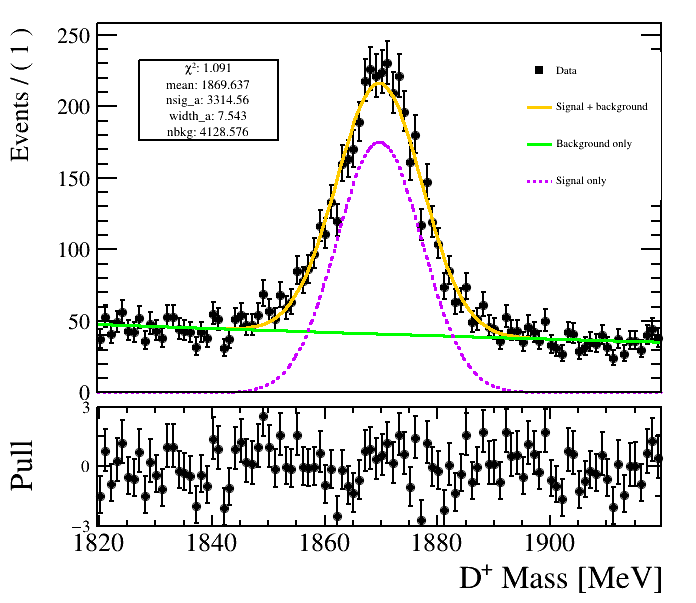 Events / ( 1 )
250
200
150
100
50
0
χ²: 1.091
mean: 1869.637
nsig_a: 3314.56
width_a: 7.543
nbkg: 4128.576
Data
Signal + background
Background only
Signal only
Pull
3
0
−3
1820 1840 1860 1880 1900
D⁺ Mass [MeV]